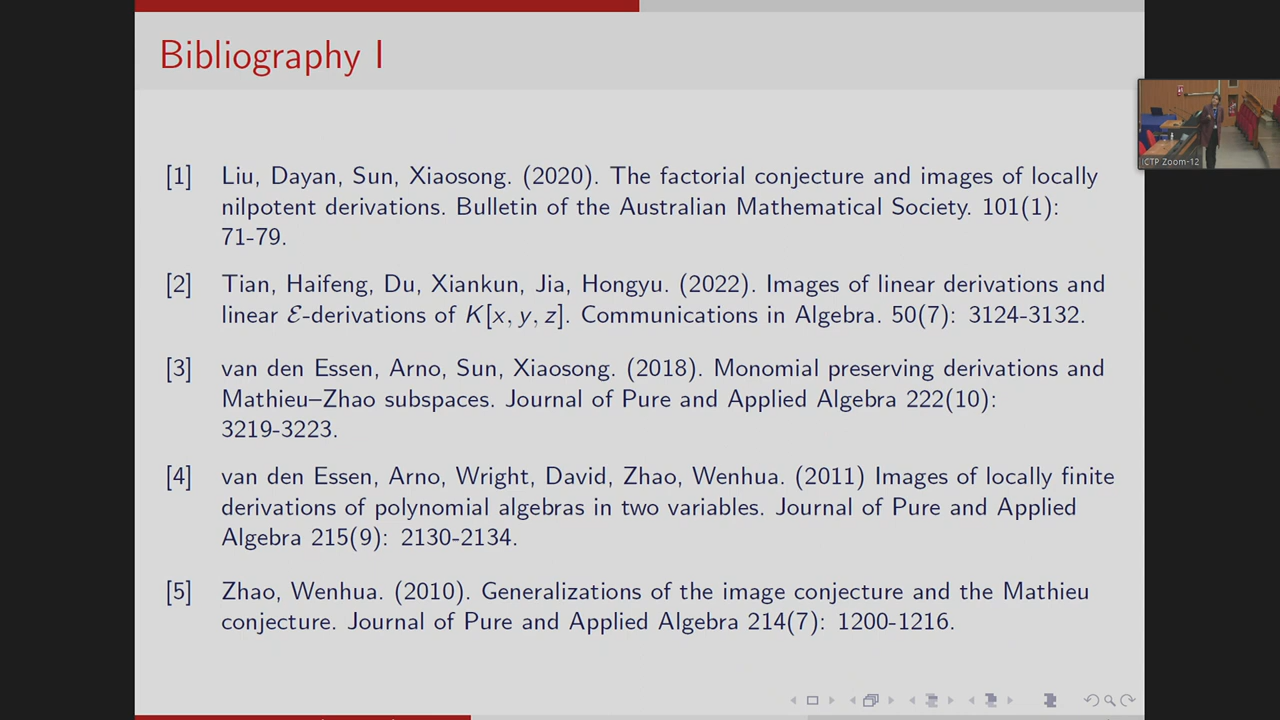 Bibliography I
[1] Liu, Dayan, Sun, Xiaosong. (2020). The factorial conjecture and images of locally
nilpotent derivations. Bulletin of the Australian Mathematical Society. 101(1):
71-79.
[2] Tian, Haifeng, Du, Xiankun, Jia, Hongyu. (2022). Images of linear derivations and
linear ℰ-derivations of K[x, y, z]. Communications in Algebra. 50(7): 3124-3132.
[3] van den Essen, Arno, Sun, Xiaosong. (2018). Monomial preserving derivations and
Mathieu–Zhao subspaces. Journal of Pure and Applied Algebra 222(10):
3219-3223.
[4] van den Essen, Arno, Wright, David, Zhao, Wenhua. (2011) Images of locally finite
derivations of polynomial algebras in two variables. Journal of Pure and Applied
Algebra 215(9): 2130-2134.
[5] Zhao, Wenhua. (2010). Generalizations of the image conjecture and the Mathieu
conjecture. Journal of Pure and Applied Algebra 214(7): 1200-1216.
ICTP Zoom-12